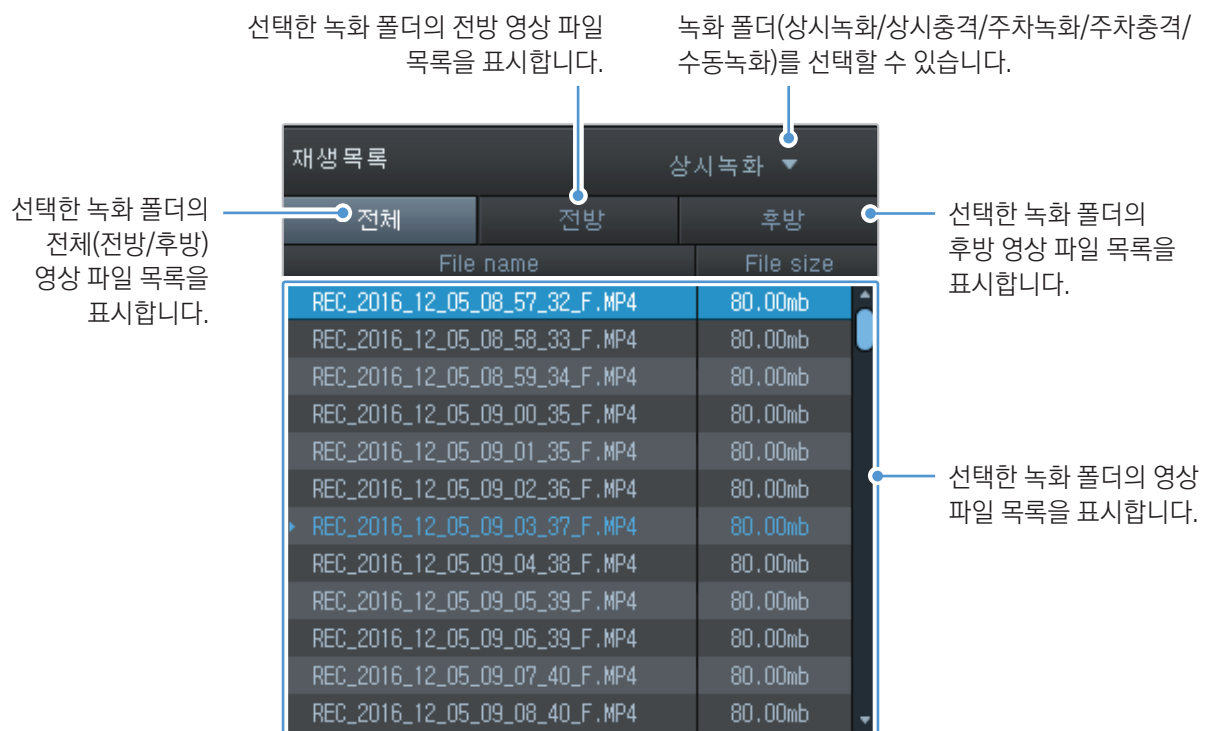 선택한 녹화 폴더의 전방 영상 파일
목록을 표시합니다.
녹화 폴더(상시녹화/상시충격/주차녹화/주차충격/
수동녹화)를 선택할 수 있습니다.
재생목록
상시녹화
선택한 녹화 폴더의
전체(전방/후방)
영상 파일 목록을
표시합니다.
전체
전방
후방
선택한 녹화 폴더의
후방 영상 파일 목록을
표시합니다.
File name
File size
REC_2016_12_05_08_57_32_F.MP4 80.00mb
REC_2016_12_05_08_58_33_F.MP4 80.00mb
REC_2016_12_05_08_59_34_F.MP4 80.00mb
REC_2016_12_05_09_00_35_F.MP4 80.00mb
REC_2016_12_05_09_01_35_F.MP4 80.00mb
REC_2016_12_05_09_02_36_F.MP4 80.00mb
REC_2016_12_05_09_03_37_F.MP4 80.00mb
REC_2016_12_05_09_04_38_F.MP4 80.00mb
REC_2016_12_05_09_05_39_F.MP4 80.00mb
REC_2016_12_05_09_06_39_F.MP4 80.00mb
REC_2016_12_05_09_07_40_F.MP4 80.00mb
REC_2016_12_05_09_08_40_F.MP4 80.00mb
선택한 녹화 폴더의 영상
파일 목록을 표시합니다.